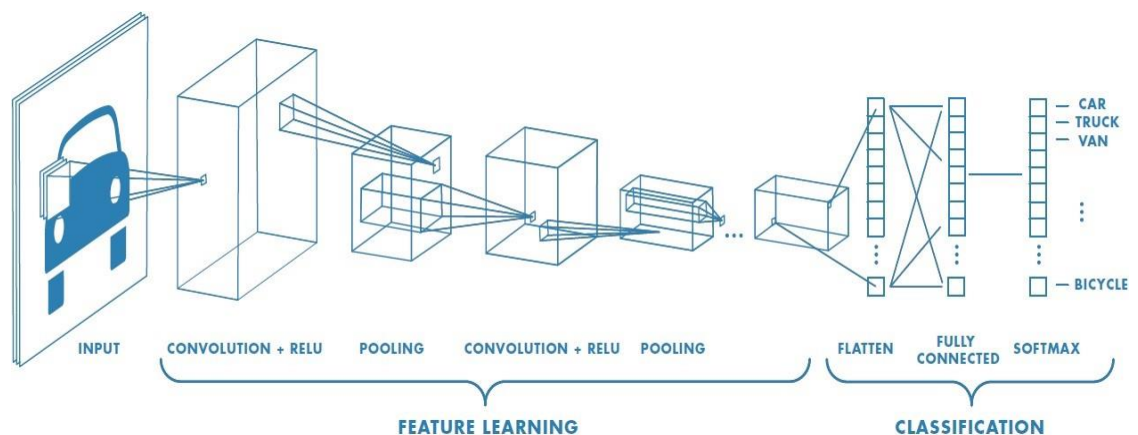 CAR
TRUCK
VAN
BICYCLE
INPUT
CONVOLUTION + RELU
POOLING
CONVOLUTION + RELU
POOLING
FLATTEN
FULLY
CONNECTED
SOFTMAX
FEATURE LEARNING
CLASSIFICATION